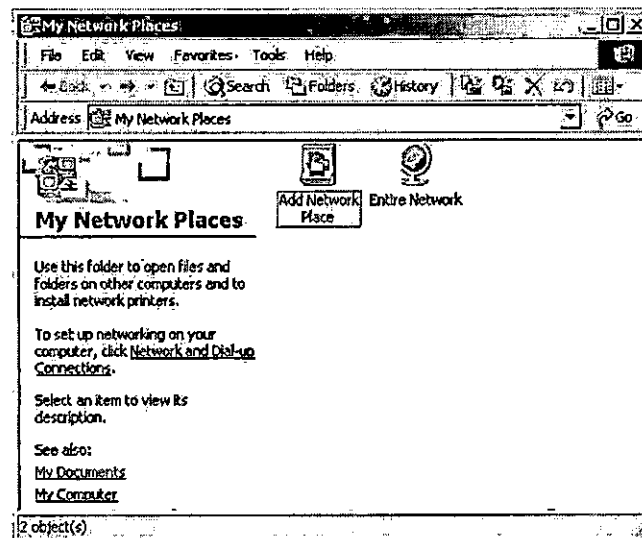 My Network Places
File Edit View Favorites Tools Help
Back Search Folders History
Address My Network Places Go
Add Network Place
Entire Network
My Network Places
Use this folder to open files and
folders on other computers and to
install network printers.
To set up networking on your
computer, click Network and Dial-up
Connections.
Select an item to view its
description.
See also:
My Documents
My Computer
2 object(s)